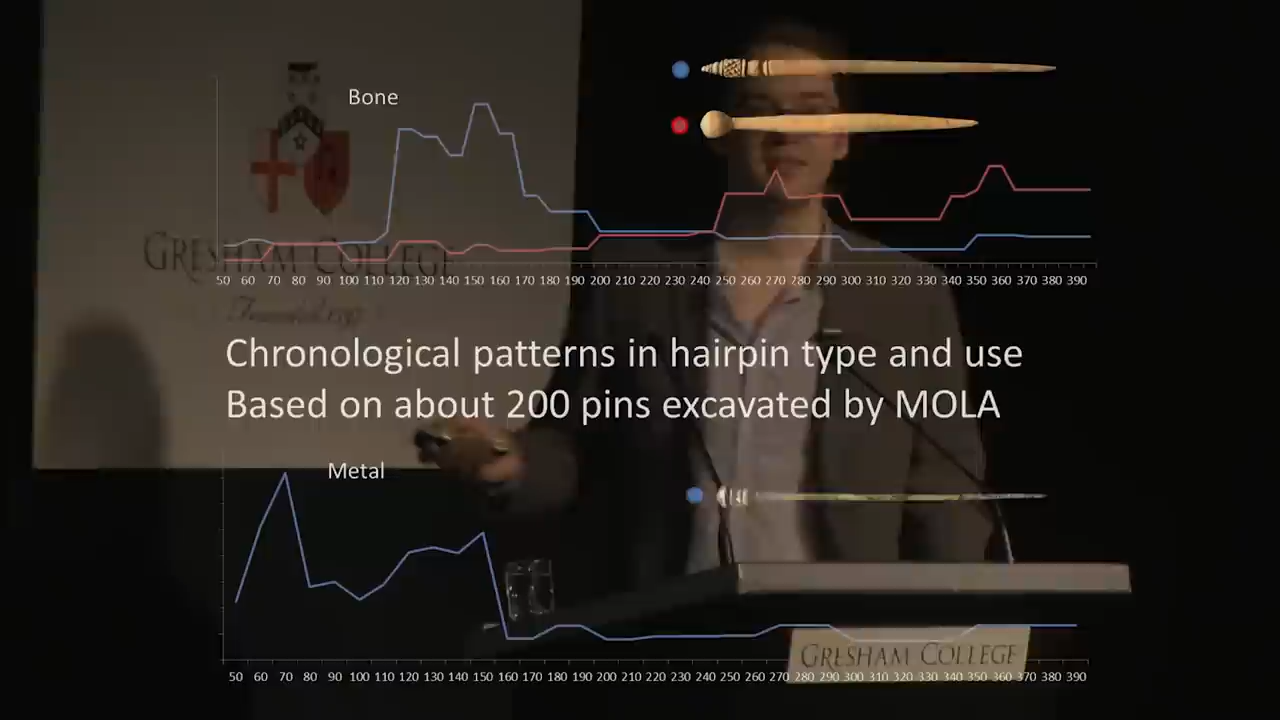 Bone
GRESHAM COLLEGE
50 60 70 80 90 100 110 120 130 140 150 160 170 180 190 200 210 220 230 240 250 260 270 280 290 300 310 320 330 340 350 360 370 380 390
Chronological patterns in hairpin type and use
Based on about 200 pins excavated by MOLA
Metal
GRESHAM COLLEGE
50 60 70 80 90 100 110 120 130 140 150 160 170 180 190 200 210 220 230 240 250 260 270 280 290 300 310 320 330 340 350 360 370 380 390